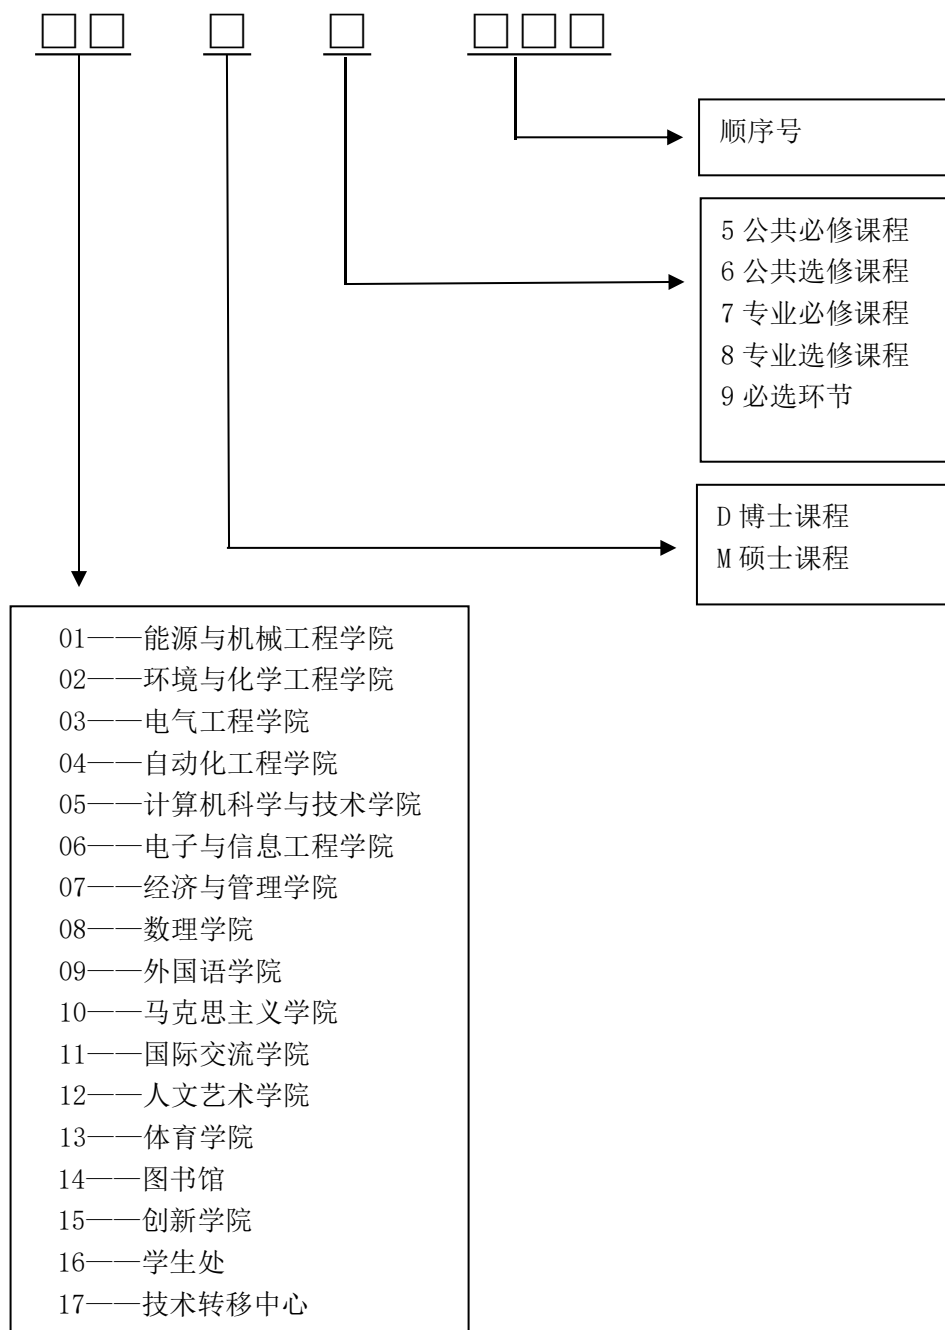 □□ □ □ □□□
顺序号
5 公共必修课程
6 公共选修课程
7 专业必修课程
8 专业选修课程
9 必选环节
D 博士课程
M 硕士课程
01——能源与机械工程学院
02——环境与化学工程学院
03——电气工程学院
04——自动化工程学院
05——计算机科学与技术学院
06——电子与信息工程学院
07——经济与管理学院
08——数理学院
09——外国语学院
10——马克思主义学院
11——国际交流学院
12——人文艺术学院
13——体育学院
14——图书馆
15——创新学院
16——学生处
17——技术转移中心